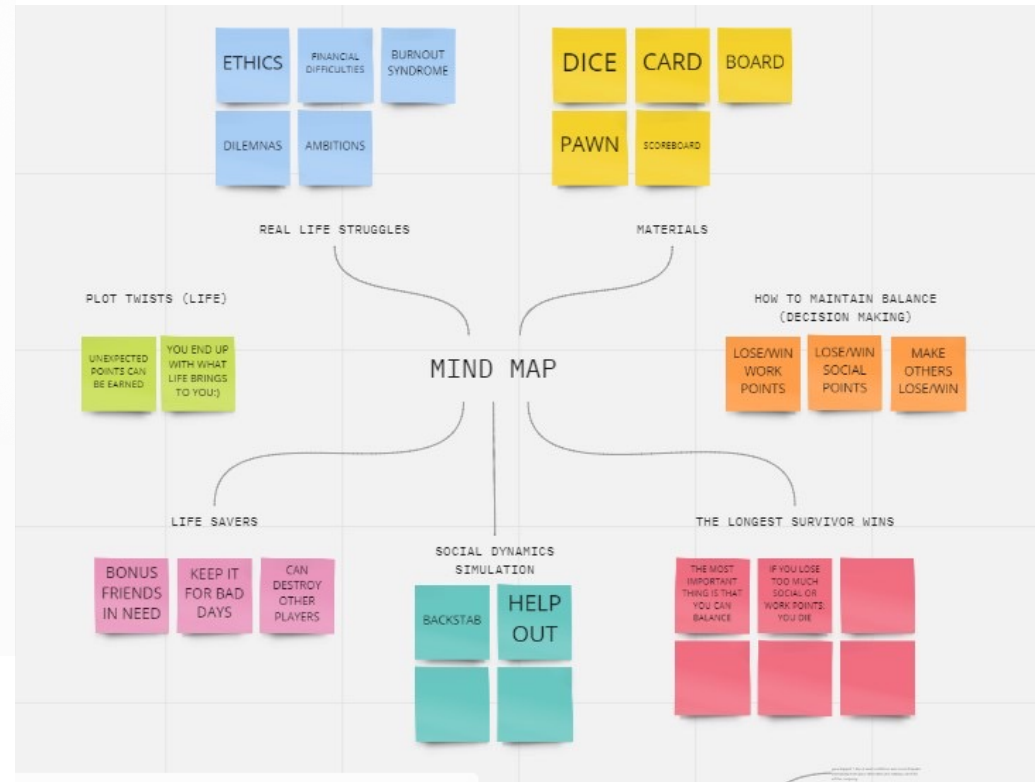 ETHICS
FINANCIAL
DIFFICULTIES
BURNOUT
SYNDROME
DILEMNAS
AMBITIONS
REAL LIFE STRUGGLES
DICE
CARD
BOARD
PAWN
SCOREBOARD
MATERIALS
PLOT TWISTS (LIFE)
UNEXPECTED
POINTS CAN
BE EARNED
YOU END UP
WITH WHAT
LIFE BRINGS
TO YOU:)
MIND MAP
HOW TO MAINTAIN BALANCE
(DECISION MAKING)
LOSE/WIN
WORK
POINTS
LOSE/WIN
SOCIAL
POINTS
MAKE
OTHERS
LOSE/WIN
LIFE SAVERS
BONUS
FRIENDS
IN NEED
KEEP IT
FOR BAD
DAYS
CAN
DESTROY
OTHER
PLAYERS
SOCIAL DYNAMICS
SIMULATION
BACKSTAB
HELP
OUT
THE LONGEST SURVIVOR WINS
THE MOST
IMPORTANT
THING IS THAT
YOU CAN
BALANCE
IF YOU LOSE
TOO MUCH
SOCIAL OR
WORK POINTS,
YOU DIE